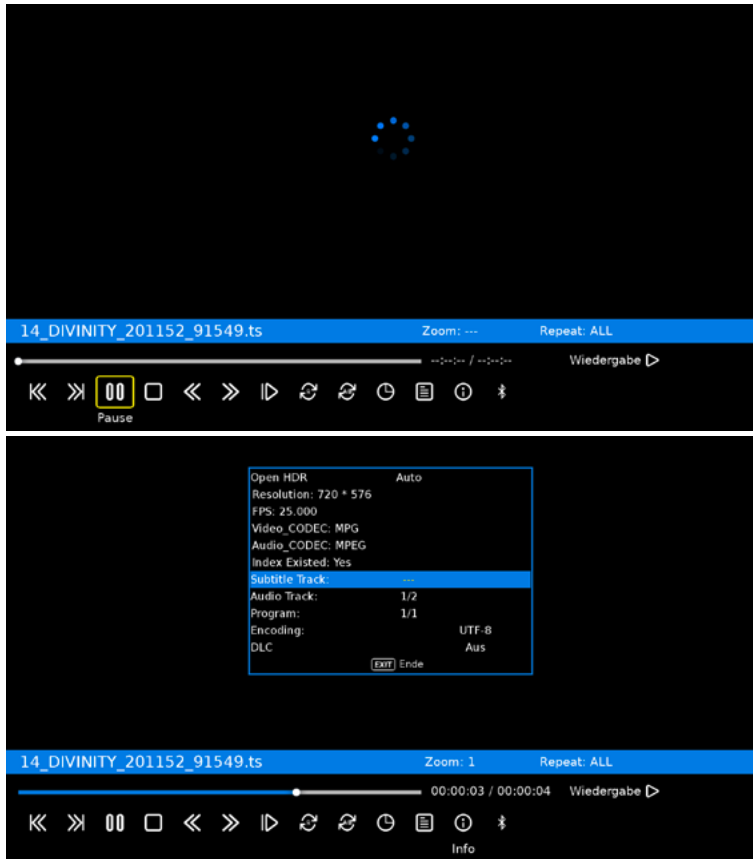 14_DIVINITY_201152_91549.ts Zoom: --- Repeat: ALL
--:--:-- / --:--:-- Wiedergabe
Pause
Open HDR Auto
Resolution: 720 * 576
FPS: 25.000
Video_CODEC: MPG
Audio_CODEC: MPEG
Index Existed: Yes
Subtitle Track: ---
Audio Track: 1/2
Program: 1/1
Encoding: UTF-8
DLC Aus
EXIT Ende
14_DIVINITY_201152_91549.ts Zoom: 1 Repeat: ALL
00:00:03 / 00:00:04 Wiedergabe
Info